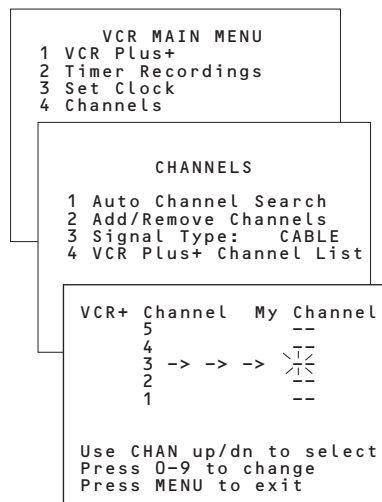 VCR MAIN MENU
1 VCR Plus+
2 Timer Recordings
3 Set Clock
4 Channels
CHANNELS
1 Auto Channel Search
2 Add/Remove Channels
3 Signal Type: CABLE
4 VCR Plus+ Channel List
VCR+ Channel My Channel
5 --
4 --
3 -> -> -> --
2 --
1 --
Use CHAN up/dn to select
Press 0-9 to change
Press MENU to exit